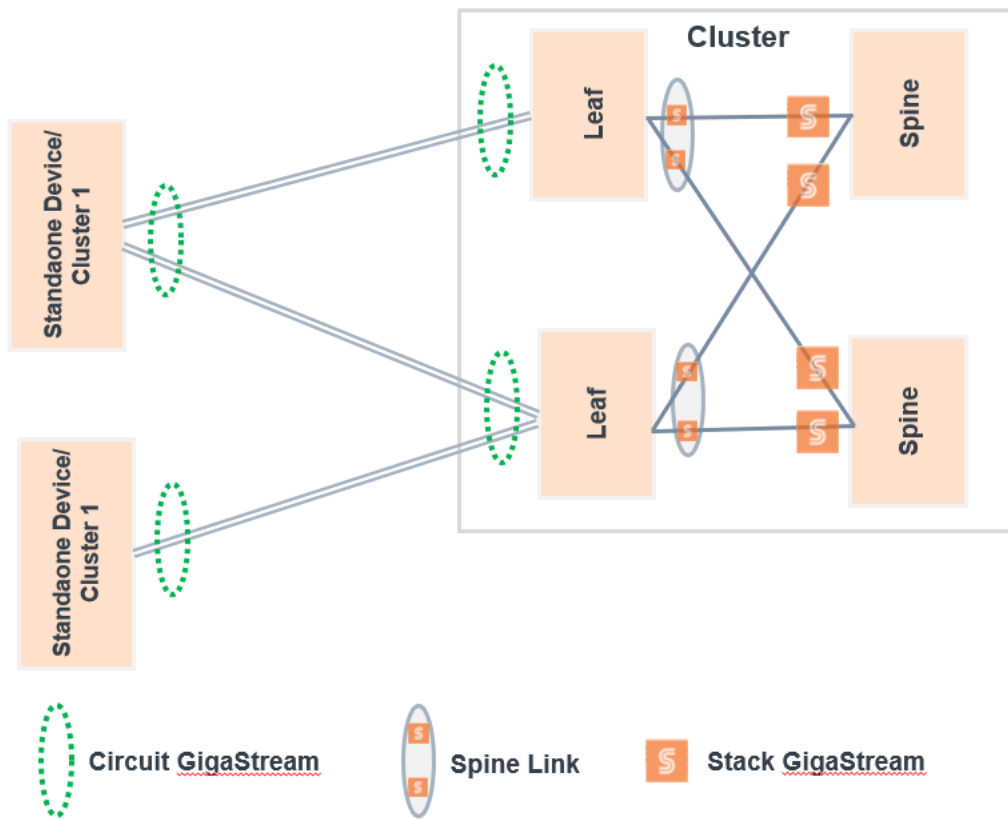 Cluster
Leaf
Spine
Standaone Device/
Cluster 1
Leaf
Spine
Standaone Device/
Cluster 1
Circuit GigaStream
Spine Link
Stack GigaStream